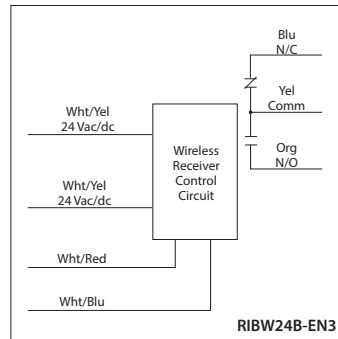 Blu
N/C
Yel
Comm
Org
N/O
Wht/Yel
24 Vac/dc
Wht/Yel
24 Vac/dc
Wireless
Receiver
Control
Circuit
Wht/Red
Wht/Blu
RIBW24B-EN3